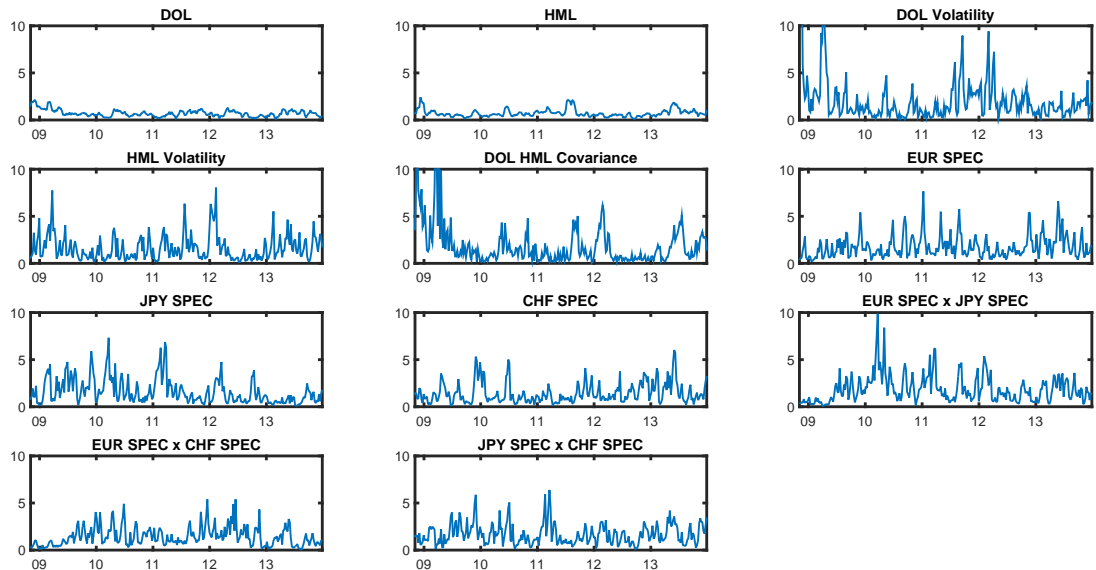 DOL
HML
DOL Volatility
10
5
0
09 10 11 12 13
10
5
0
09 10 11 12 13
10
5
0
09 10 11 12 13
HML Volatility
DOL HML Covariance
EUR SPEC
10
5
0
09 10 11 12 13
10
5
0
09 10 11 12 13
10
5
0
09 10 11 12 13
JPY SPEC
CHF SPEC
EUR SPEC x JPY SPEC
10
5
0
09 10 11 12 13
10
5
0
09 10 11 12 13
10
5
0
09 10 11 12 13
EUR SPEC x CHF SPEC
JPY SPEC x CHF SPEC
10
5
0
09 10 11 12 13
10
5
0
09 10 11 12 13